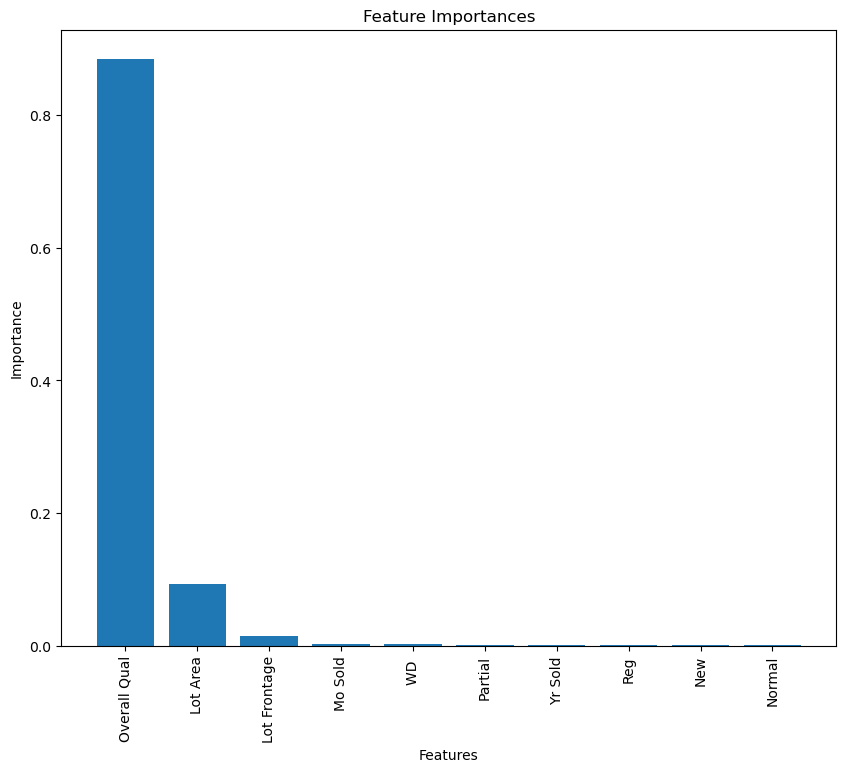 Feature Importances
Importance
0.8
0.6
0.4
0.2
0.0
Overall Qual
Lot Area
Lot Frontage
Mo Sold
WD
Partial
Yr Sold
Reg
New
Normal
Features